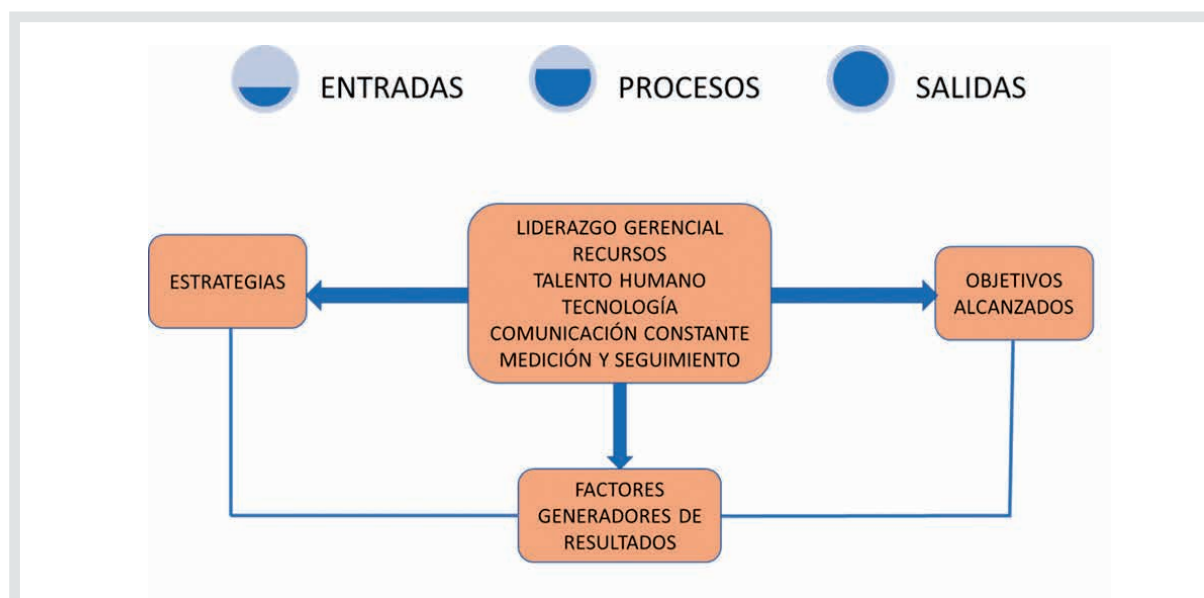 ENTRADAS
PROCESOS
SALIDAS
LIDERAZGO GERENCIAL
RECURSOS
TALENTO HUMANO
TECNOLOGÍA
COMUNICACIÓN CONSTANTE
MEDICIÓN Y SEGUIMIENTO
ESTRATEGIAS
OBJETIVOS
ALCANZADOS
FACTORES
GENERADORES DE
RESULTADOS